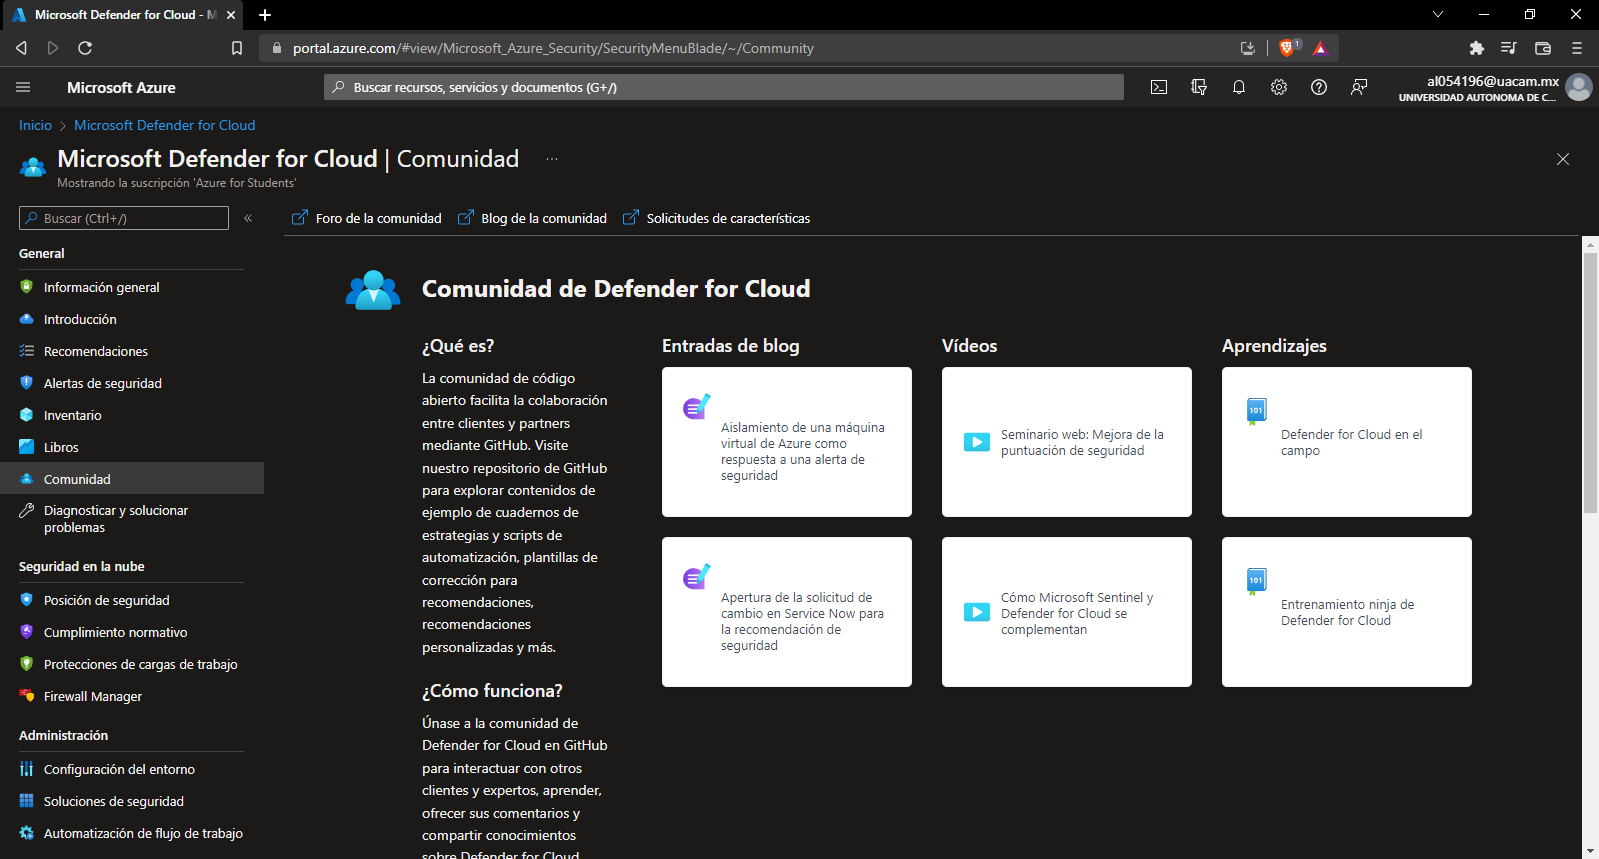 Microsoft Defender for Cloud - M
portal.azure.com/#view/Microsoft_Azure_Security/SecurityMenuBlade/~/Community
1
Microsoft Azure
Buscar recursos, servicios y documentos (G+/)
al054196@uacam.mx
UNIVERSIDAD AUTONOMA DE C...
Inicio > Microsoft Defender for Cloud
Microsoft Defender for Cloud | Comunidad ...
Mostrando la suscripción 'Azure for Students'
Buscar (Ctrl+/)
«
Foro de la comunidad
Blog de la comunidad
Solicitudes de características
General
Información general
Introducción
Recomendaciones
Alertas de seguridad
Inventario
Libros
Comunidad
Diagnosticar y solucionar
problemas
Seguridad en la nube
Posición de seguridad
Cumplimiento normativo
Protecciones de cargas de trabajo
Firewall Manager
Administración
Configuración del entorno
Soluciones de seguridad
Automatización de flujo de trabajo
Comunidad de Defender for Cloud
¿Qué es?
La comunidad de código
abierto facilita la colaboración
entre clientes y partners
mediante GitHub. Visite
nuestro repositorio de GitHub
para explorar contenidos de
ejemplo de cuadernos de
estrategias y scripts de
automatización, plantillas de
corrección para
recomendaciones,
recomendaciones
personalizadas y más.
¿Cómo funciona?
Únase a la comunidad de
Defender for Cloud en GitHub
para interactuar con otros
clientes y expertos, aprender,
ofrecer sus comentarios y
compartir conocimientos
sobre Defender for Cloud
Entradas de blog
Aislamiento de una máquina
virtual de Azure como
respuesta a una alerta de
seguridad
Apertura de la solicitud de
cambio en Service Now para
la recomendación de
seguridad
Vídeos
Seminario web: Mejora de la
puntuación de seguridad
Cómo Microsoft Sentinel y
Defender for Cloud se
complementan
Aprendizajes
101
Defender for Cloud en el
campo
101
Entrenamiento ninja de
Defender for Cloud